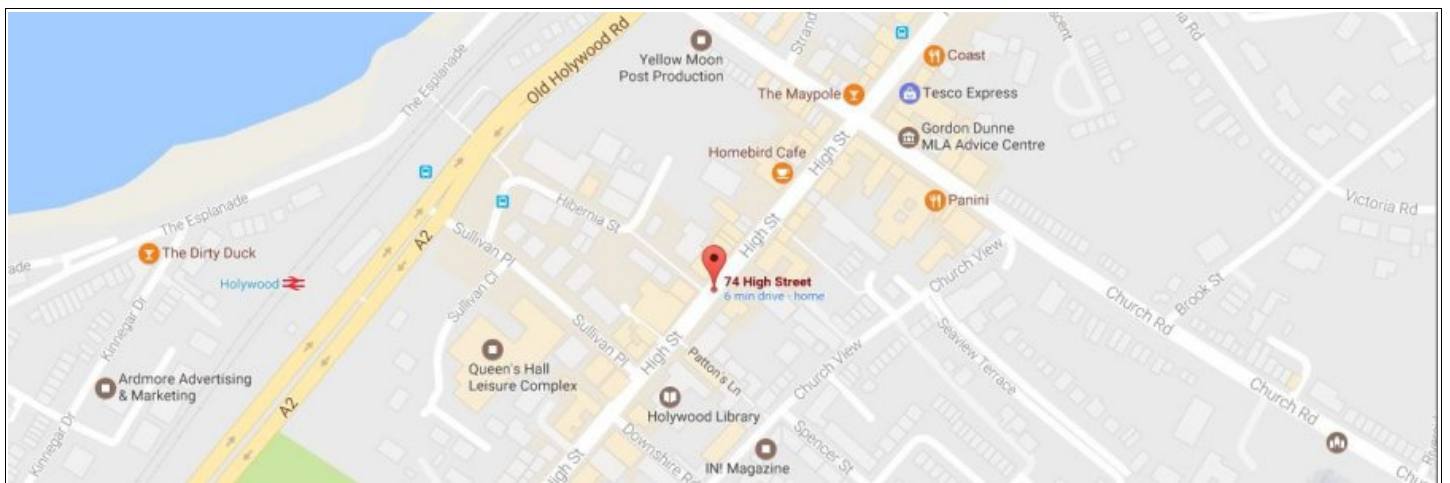 Old Holywood Rd
The Esplanade
Yellow Moon
Post Production
Strand
Coast
The Maypole
Tesco Express
Gordon Dunne
MLA Advice Centre
High St
Homebird Cafe
Panini
Victoria Rd
The Esplanade
Hibernia St
Sullivan Pl
A2
The Dirty Duck
Holywood
High St
74 High Street
6 min drive - home
Church View
Brook St
Church Rd
Kinnegar Dr
Sullivan Cl
Sullivan Pl
High St
Seaview Terrace
Queen's Hall
Leisure Complex
Patton's Ln
Church View
Ardmore Advertising
& Marketing
A2
Holywood Library
Church Rd
Kinnegar Dr
High St
Downshire Rd
Spencer St
IN! Magazine
Church Rd